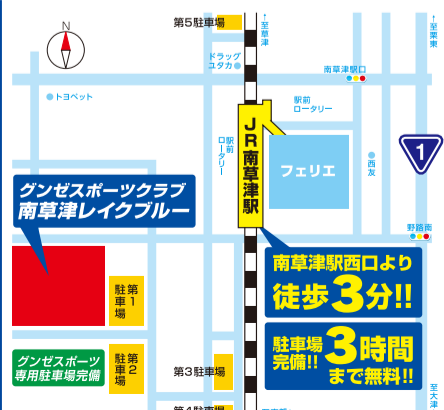 N
第5駐車場
↑至草津
↑至栗東
ドラッグ
ユタカ
南草津駅口
トヨペット
駅前
ロータリー
JR南草津駅
駅前
ロータリー
フェリエ
西友
1
グンゼスポーツクラブ
南草津レイクブルー
野路南
南草津駅西口より
徒歩3分!!
第1
駐車場
駐車場
完備!!
3時間
まで無料!!
グンゼスポーツ
専用駐車場完備
第2
駐車場
第3駐車場
至大津
第4駐車場